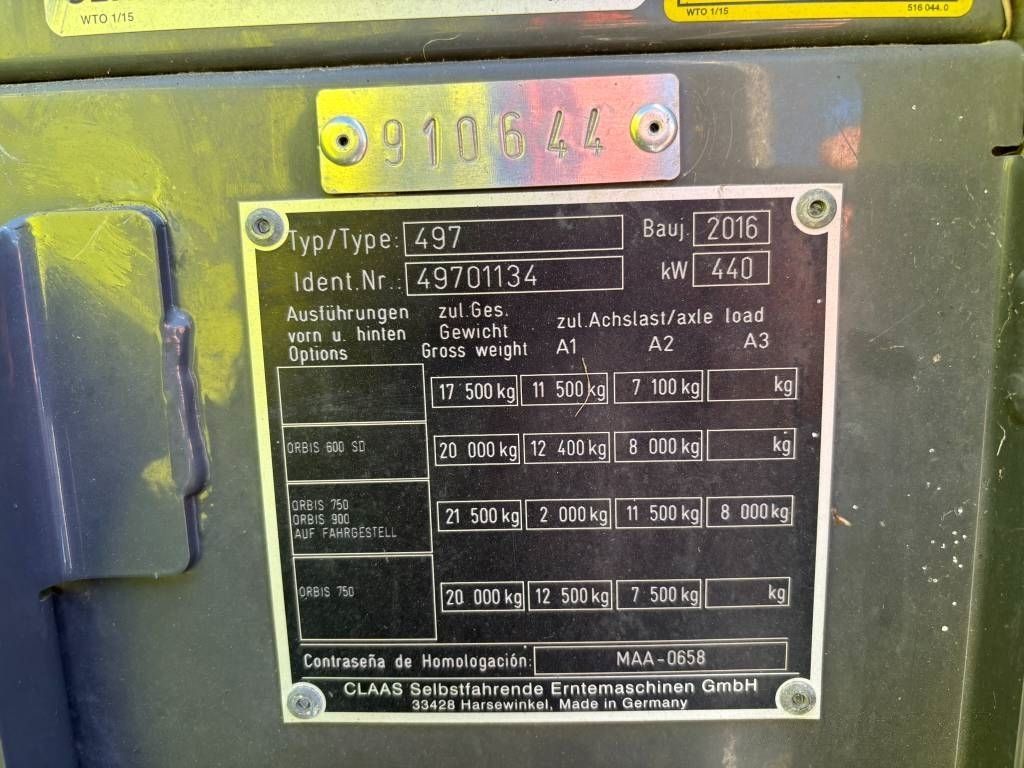 WTO 1/15
WTO 1/15 516 044.0
910644
Typ/Type: 497 Bauj. 2016
Ident.Nr.: 49701134 kW 440
Ausführungen vorn u. hinten Options zul.Ges. Gewicht Gross weight zul.Achslast/axle load A1 A2 A3
17 500 kg 11 500 kg 7 100 kg kg
ORBIS 600 SD 20 000 kg 12 400 kg 8 000 kg kg
ORBIS 750
ORBIS 900
AUF FAHRGESTELL 21 500 kg 2 000 kg 11 500 kg 8 000 kg
ORBIS 750 20 000 kg 12 500 kg 7 500 kg kg
Contraseña de Homologación: MAA-0658
CLAAS Selbstfahrende Erntemaschinen GmbH
33428 Harsewinkel, Made in Germany